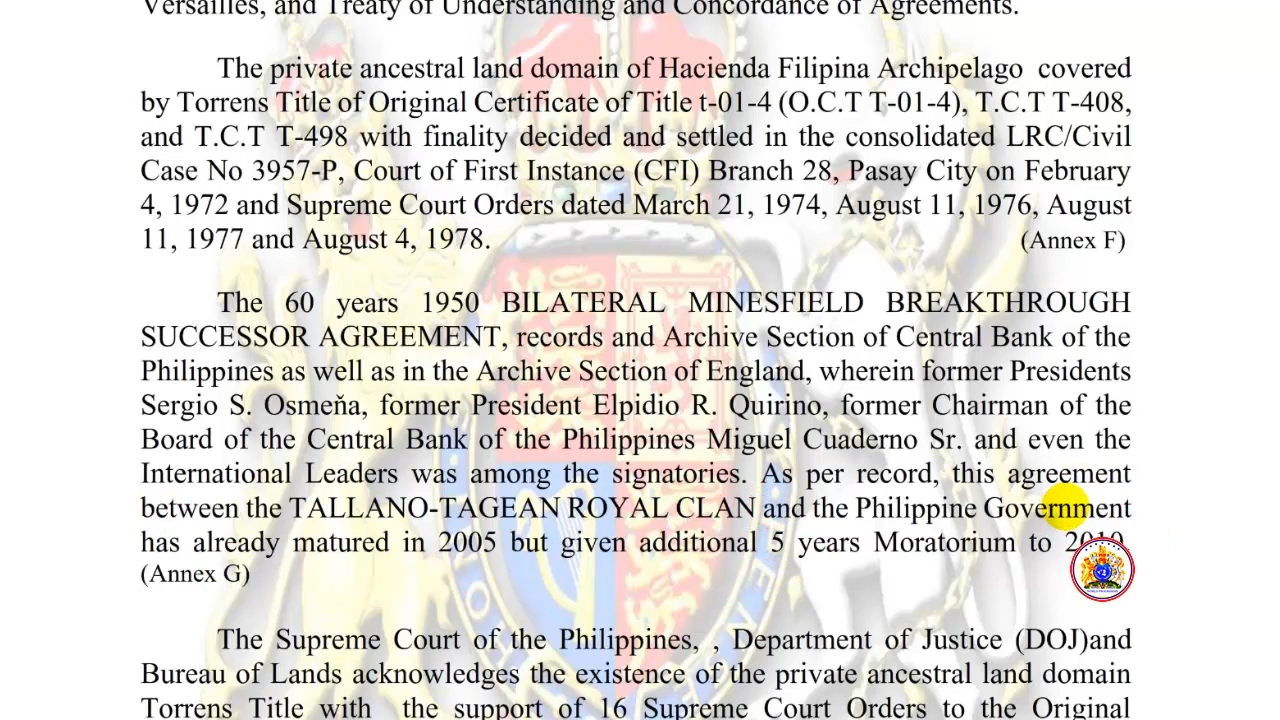 Versailles, and Treaty of Understanding and Concordance of Agreements.
The private ancestral land domain of Hacienda Filipina Archipelago covered
by Torrens Title of Original Certificate of Title t-01-4 (O.C.T T-01-4), T.C.T T-408,
and T.C.T T-498 with finality decided and settled in the consolidated LRC/Civil
Case No 3957-P, Court of First Instance (CFI) Branch 28, Pasay City on February
4, 1972 and Supreme Court Orders dated March 21, 1974, August 11, 1976, August
11, 1977 and August 4, 1978. (Annex F)
The 60 years 1950 BILATERAL MINESFIELD BREAKTHROUGH
SUCCESSOR AGREEMENT, records and Archive Section of Central Bank of the
Philippines as well as in the Archive Section of England, wherein former Presidents
Sergio S. Osmeňa, former President Elpidio R. Quirino, former Chairman of the
Board of the Central Bank of the Philippines Miguel Cuaderno Sr. and even the
International Leaders was among the signatories. As per record, this agreement
between the TALLANO-TAGEAN ROYAL CLAN and the Philippine Government
has already matured in 2005 but given additional 5 years Moratorium to 2010.
(Annex G)
The Supreme Court of the Philippines, , Department of Justice (DOJ)and
Bureau of Lands acknowledges the existence of the private ancestral land domain
Torrens Title with the support of 16 Supreme Court Orders to the Original